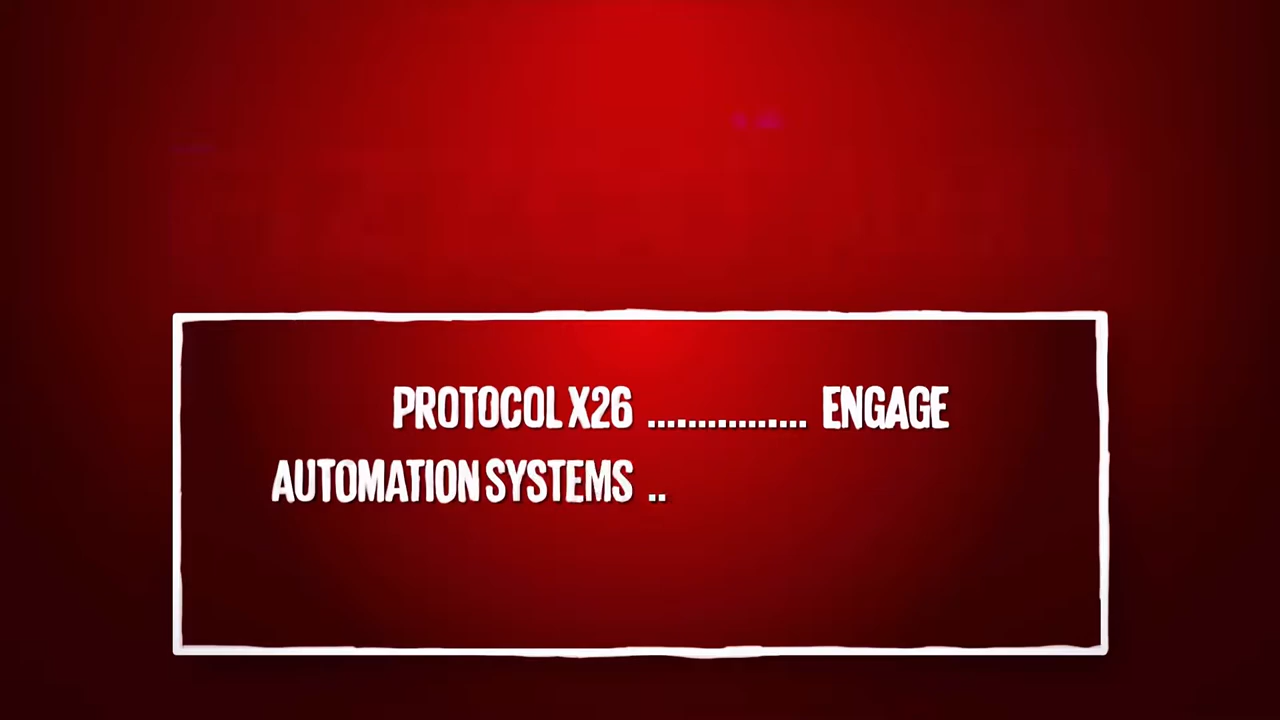 PROTOCOL X26 ................ ENGAGE
AUTOMATION SYSTEMS ..